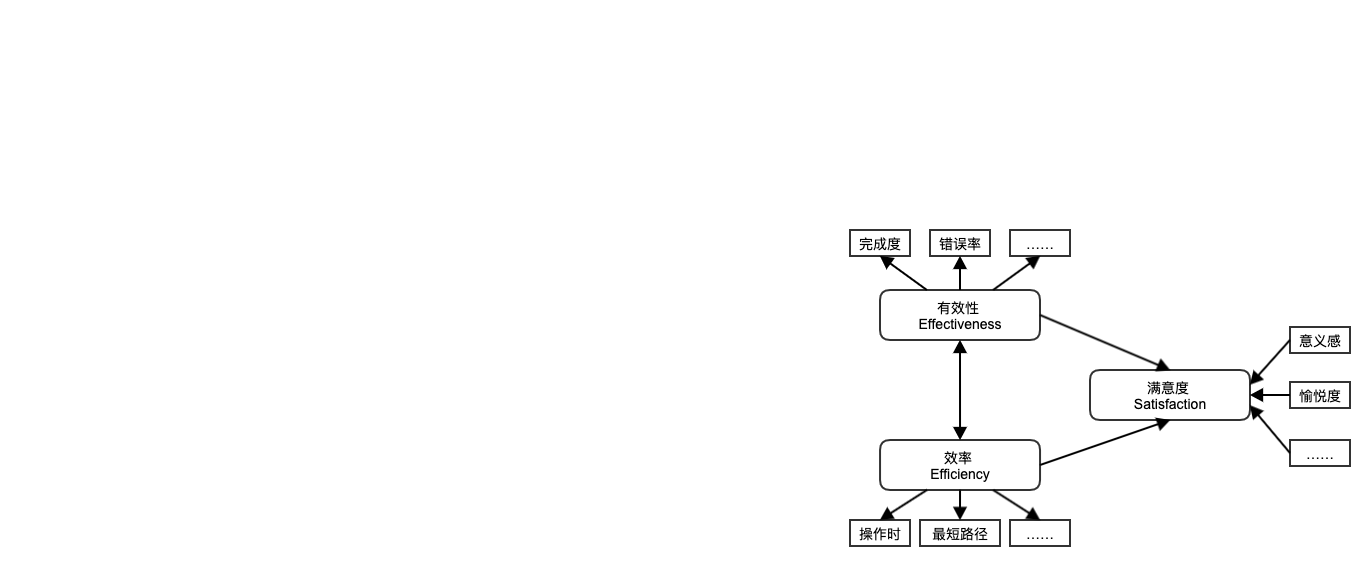 完成度
错误率
……
有效性
Effectiveness
意义感
满意度
Satisfaction
愉悦度
……
效率
Efficiency
操作时
最短路径
……